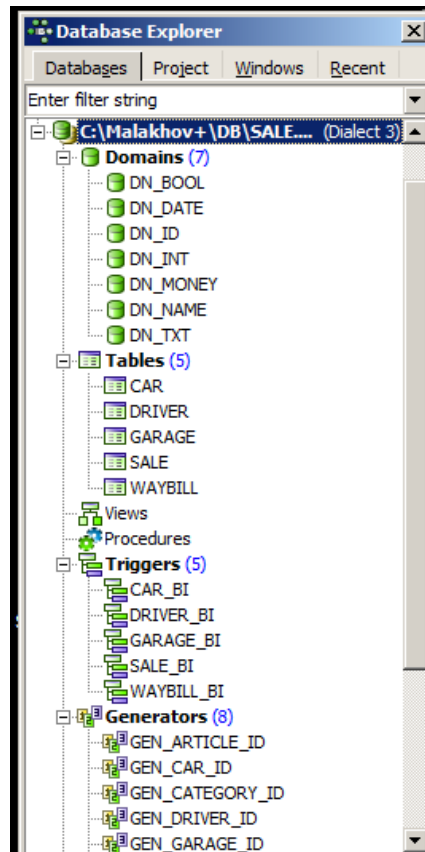 Database Explorer
Databases Project Windows Recent
Enter filter string
C:\Malakhov+\DB\SALE.... (Dialect 3)
Domains (7)
DN_BOOL
DN_DATE
DN_ID
DN_INT
DN_MONEY
DN_NAME
DN_TXT
Tables (5)
CAR
DRIVER
GARAGE
SALE
WAYBILL
Views
Procedures
Triggers (5)
CAR_BI
DRIVER_BI
GARAGE_BI
SALE_BI
WAYBILL_BI
Generators (8)
GEN_ARTICLE_ID
GEN_CAR_ID
GEN_CATEGORY_ID
GEN_DRIVER_ID
GEN_GARAGE_ID